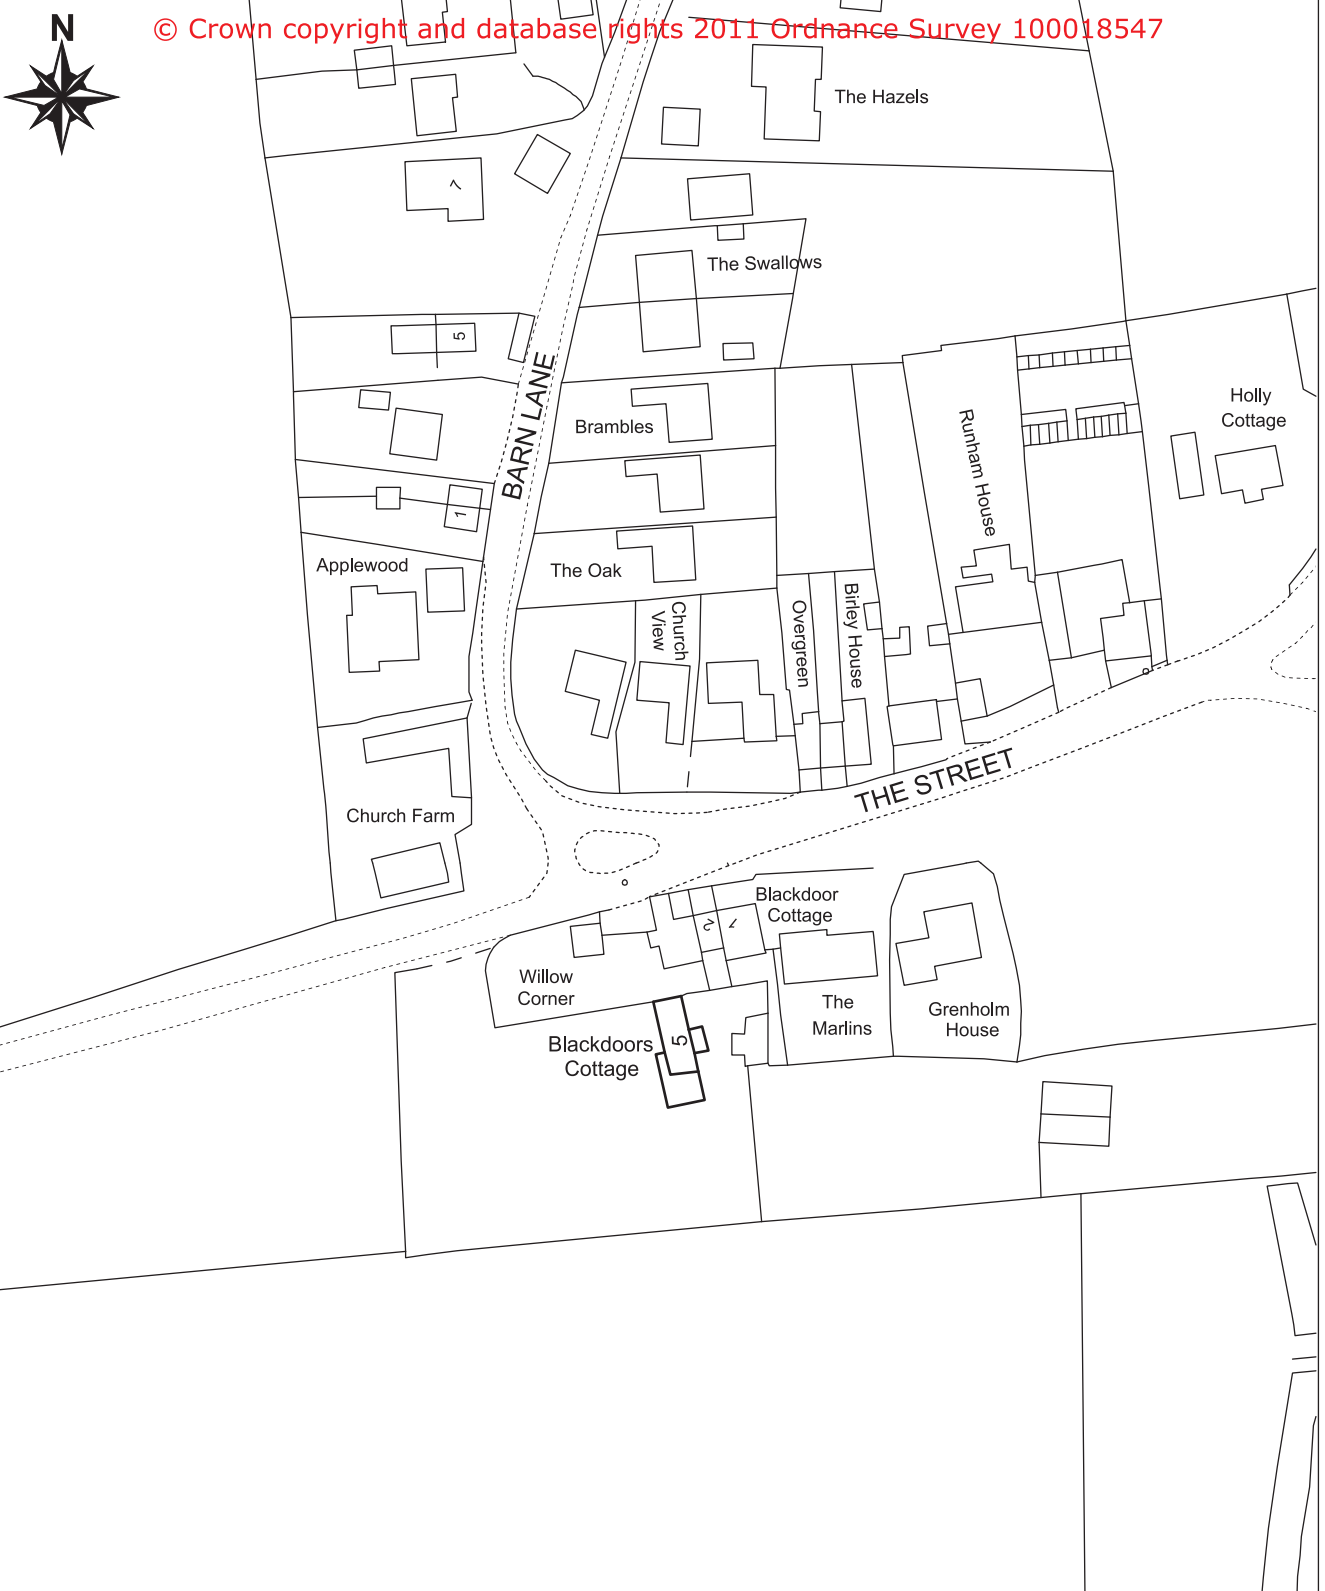 N
© Crown copyright and database rights 2011 Ordnance Survey 100018547
The Hazels
7
The Swallows
5
BARN LANE
Brambles
Holly
Cottage
Runham House
1
Applewood
The Oak
Church
View
Overgreen
Birley House
Church Farm
THE STREET
Blackdoor
Cottage
2
1
Willow
Corner
The
Marlins
Grenholm
House
Blackdoors
Cottage
5